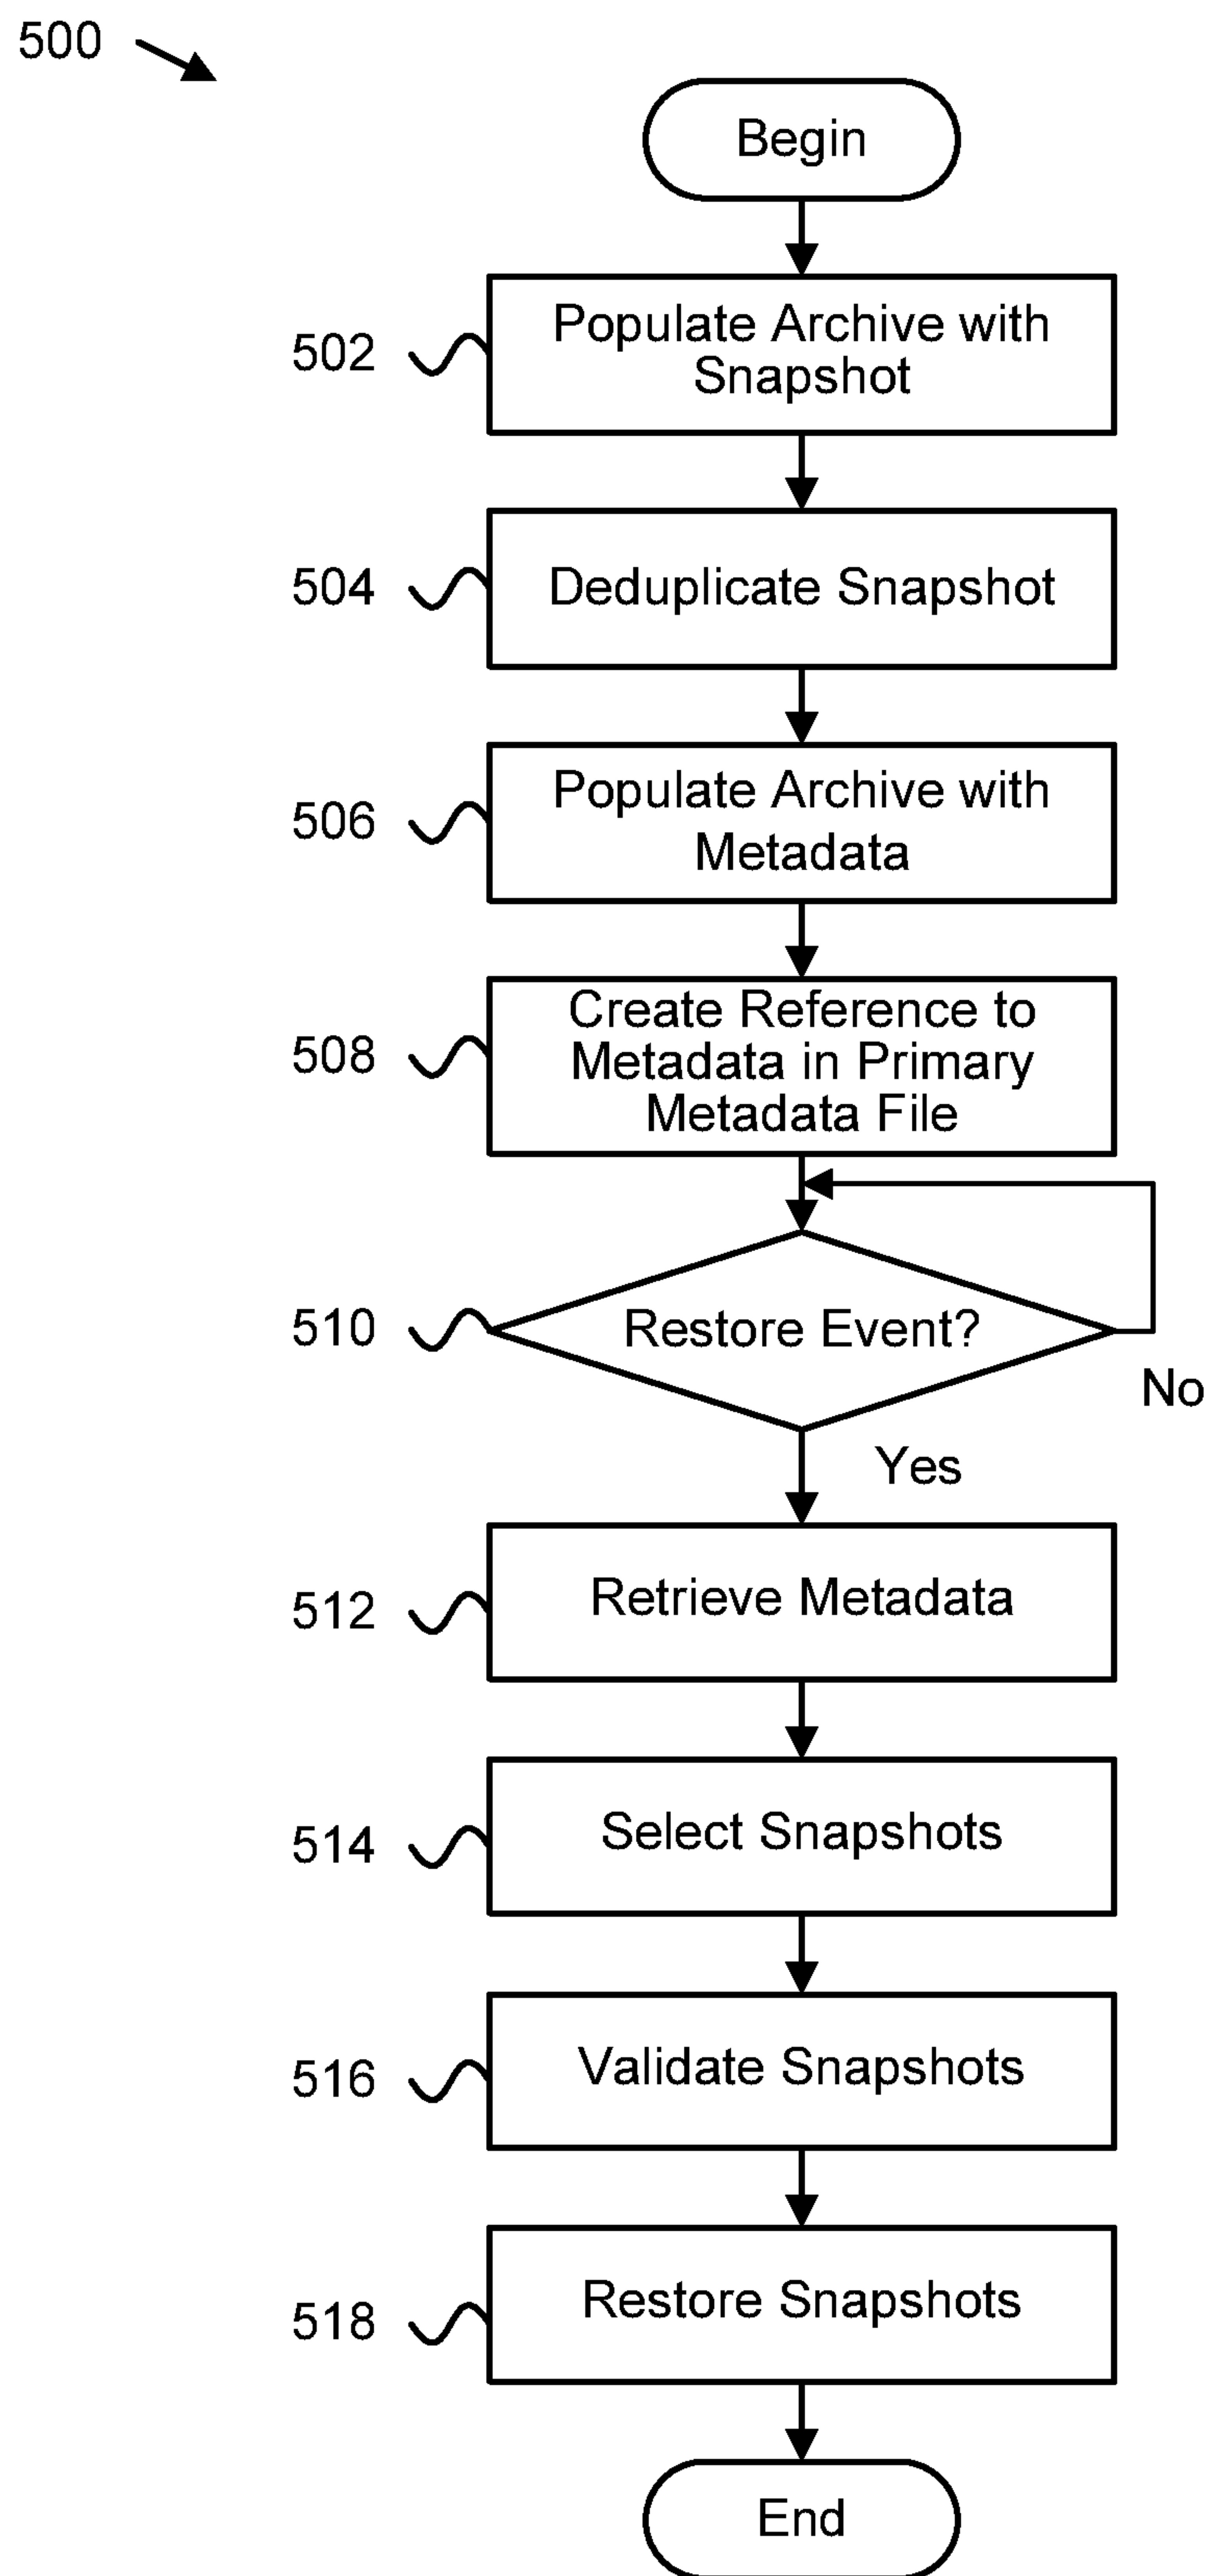 500
Begin
502
Populate Archive with
Snapshot
504
Deduplicate Snapshot
506
Populate Archive with
Metadata
508
Create Reference to
Metadata in Primary
Metadata File
510
Restore Event?
No
Yes
512
Retrieve Metadata
514
Select Snapshots
516
Validate Snapshots
518
Restore Snapshots
End